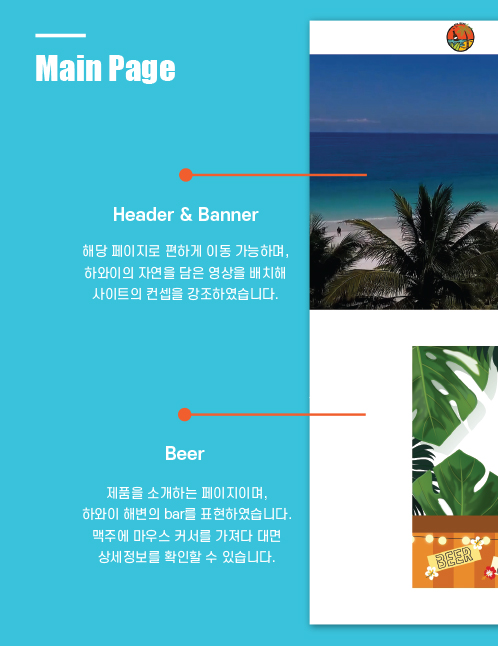 Main Page
Header & Banner
해당 페이지로 편하게 이동 가능하며,
하와이의 자연을 담은 영상을 배치해
사이트의 컨셉을 강조하였습니다.
Beer
제품을 소개하는 페이지이며,
하와이 해변의 bar를 표현하였습니다.
맥주에 마우스 커서를 가져다 대면
상세정보를 확인할 수 있습니다.
BEER